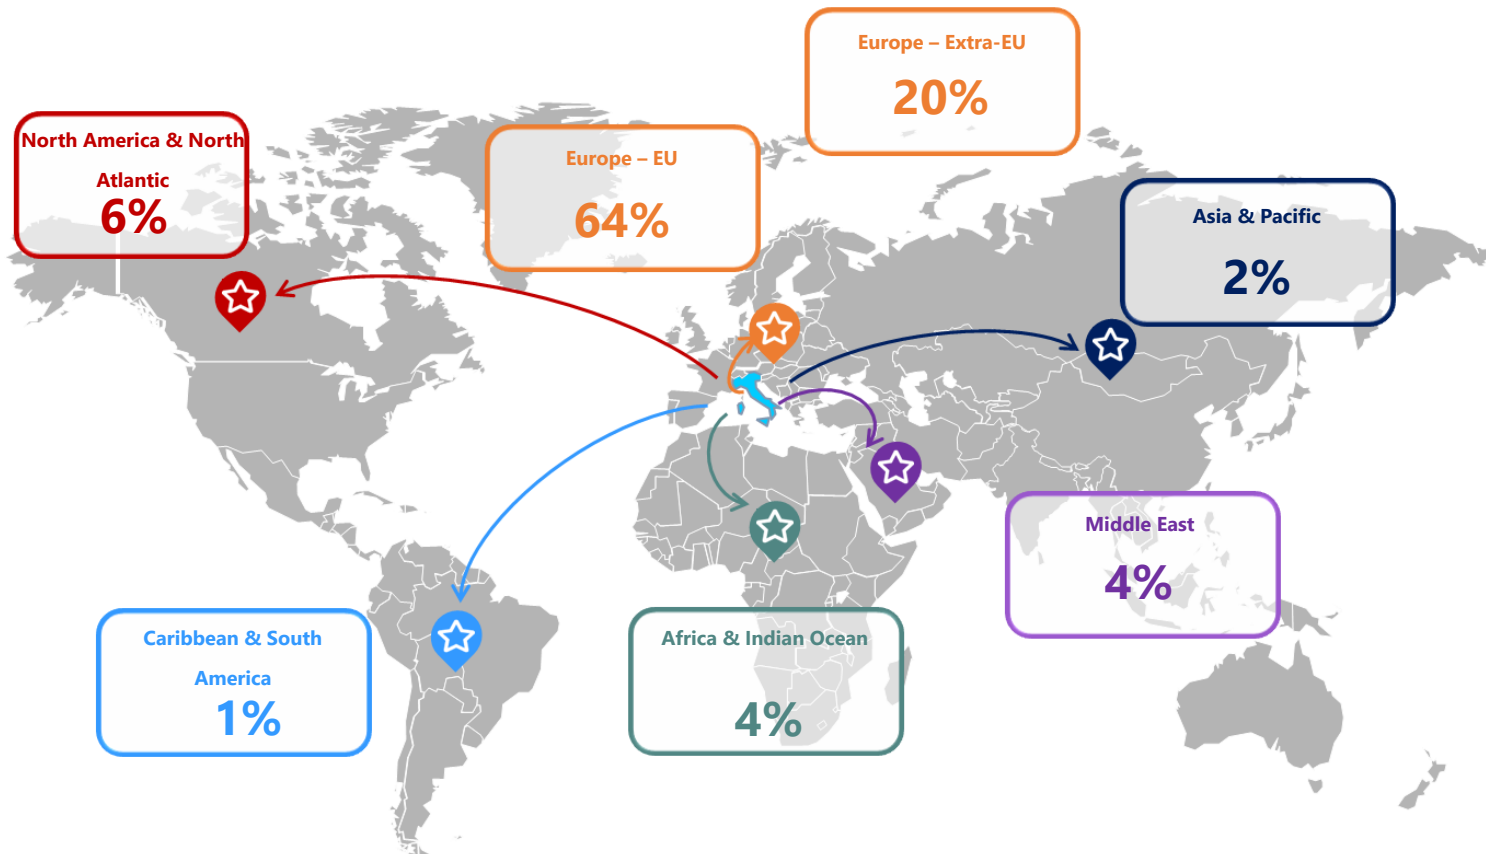 Europe – Extra-EU
20%
North America & North
Atlantic
6%
Europe – EU
64%
Asia & Pacific
2%
Middle East
4%
Caribbean & South
America
1%
Africa & Indian Ocean
4%